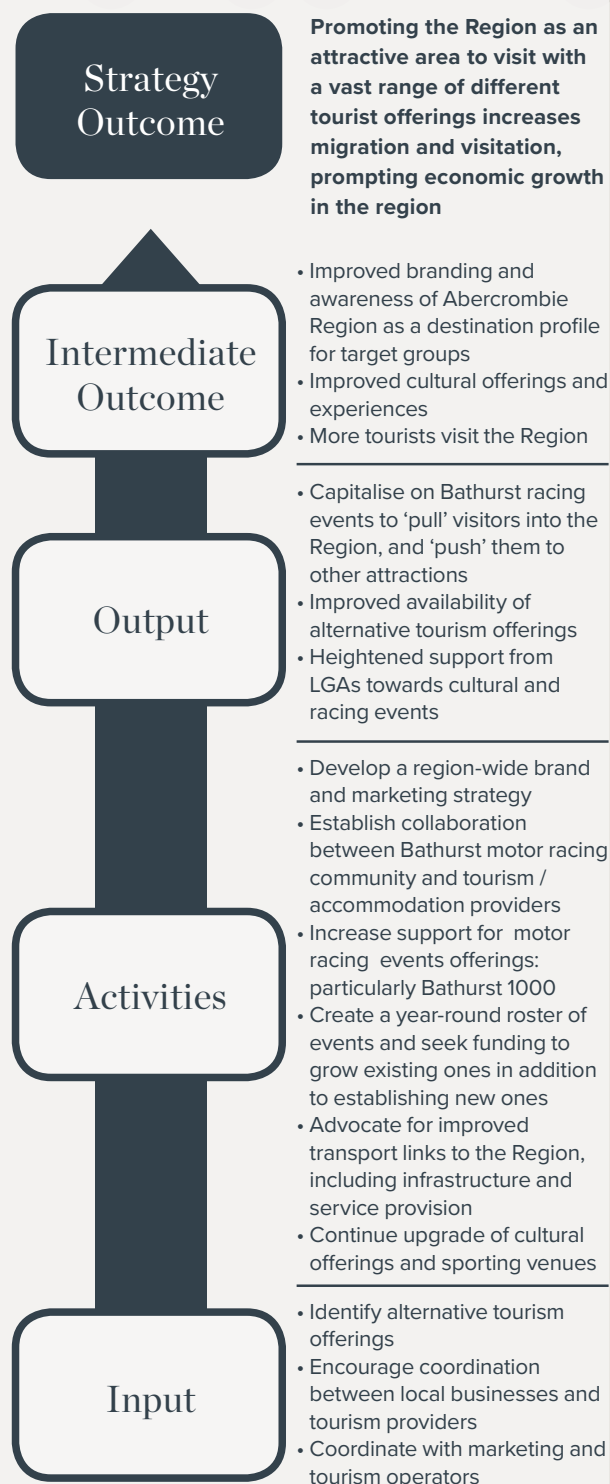 Strategy
Outcome
Promoting the Region as an
attractive area to visit with
a vast range of different
tourist offerings increases
migration and visitation,
prompting economic growth
in the region
Intermediate
Outcome
• Improved branding and
awareness of Abercrombie
Region as a destination profile
for target groups
• Improved cultural offerings and
experiences
• More tourists visit the Region
Output
• Capitalise on Bathurst racing
events to ‘pull’ visitors into the
Region, and ‘push’ them to
other attractions
• Improved availability of
alternative tourism offerings
• Heightened support from
LGAs towards cultural and
racing events
Activities
• Develop a region-wide brand
and marketing strategy
• Establish collaboration
between Bathurst motor racing
community and tourism /
accommodation providers
• Increase support for motor
racing events offerings:
particularly Bathurst 1000
• Create a year-round roster of
events and seek funding to
grow existing ones in addition
to establishing new ones
• Advocate for improved
transport links to the Region,
including infrastructure and
service provision
• Continue upgrade of cultural
offerings and sporting venues
Input
• Identify alternative tourism
offerings
• Encourage coordination
between local businesses and
tourism providers
• Coordinate with marketing and
tourism operators